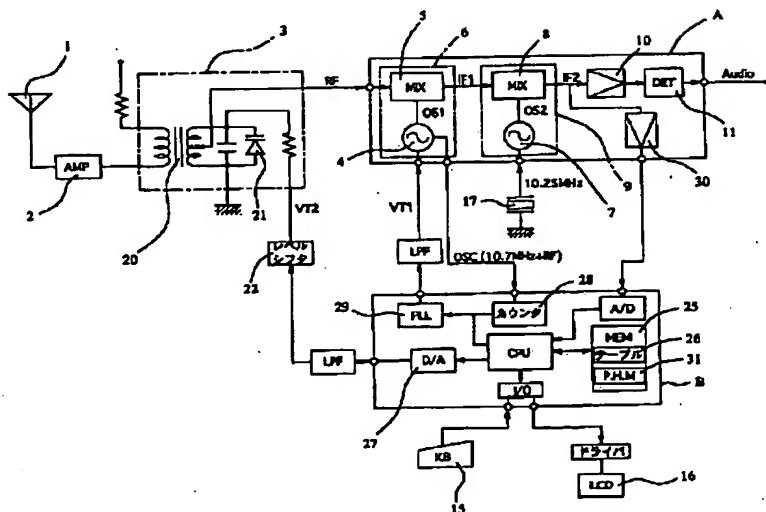 5
6
8
10
A
1
3
RF
MIX
IF1
MIX
IF2
DET
Audio
OS1
OS2
11
4
AMP
20
21
VT2
VT1
10.25MHz
9
7
30
17
2
レベル
シフタ
22
LPF
OSC (10.7MHz+RF)
28
29
PLL
カウンタ
A/D
25
MEM
26
テーブル
CPU
31
P.H.M
LPF
D/A
B
I/O
27
KB
15
ドライバ
LCD
16